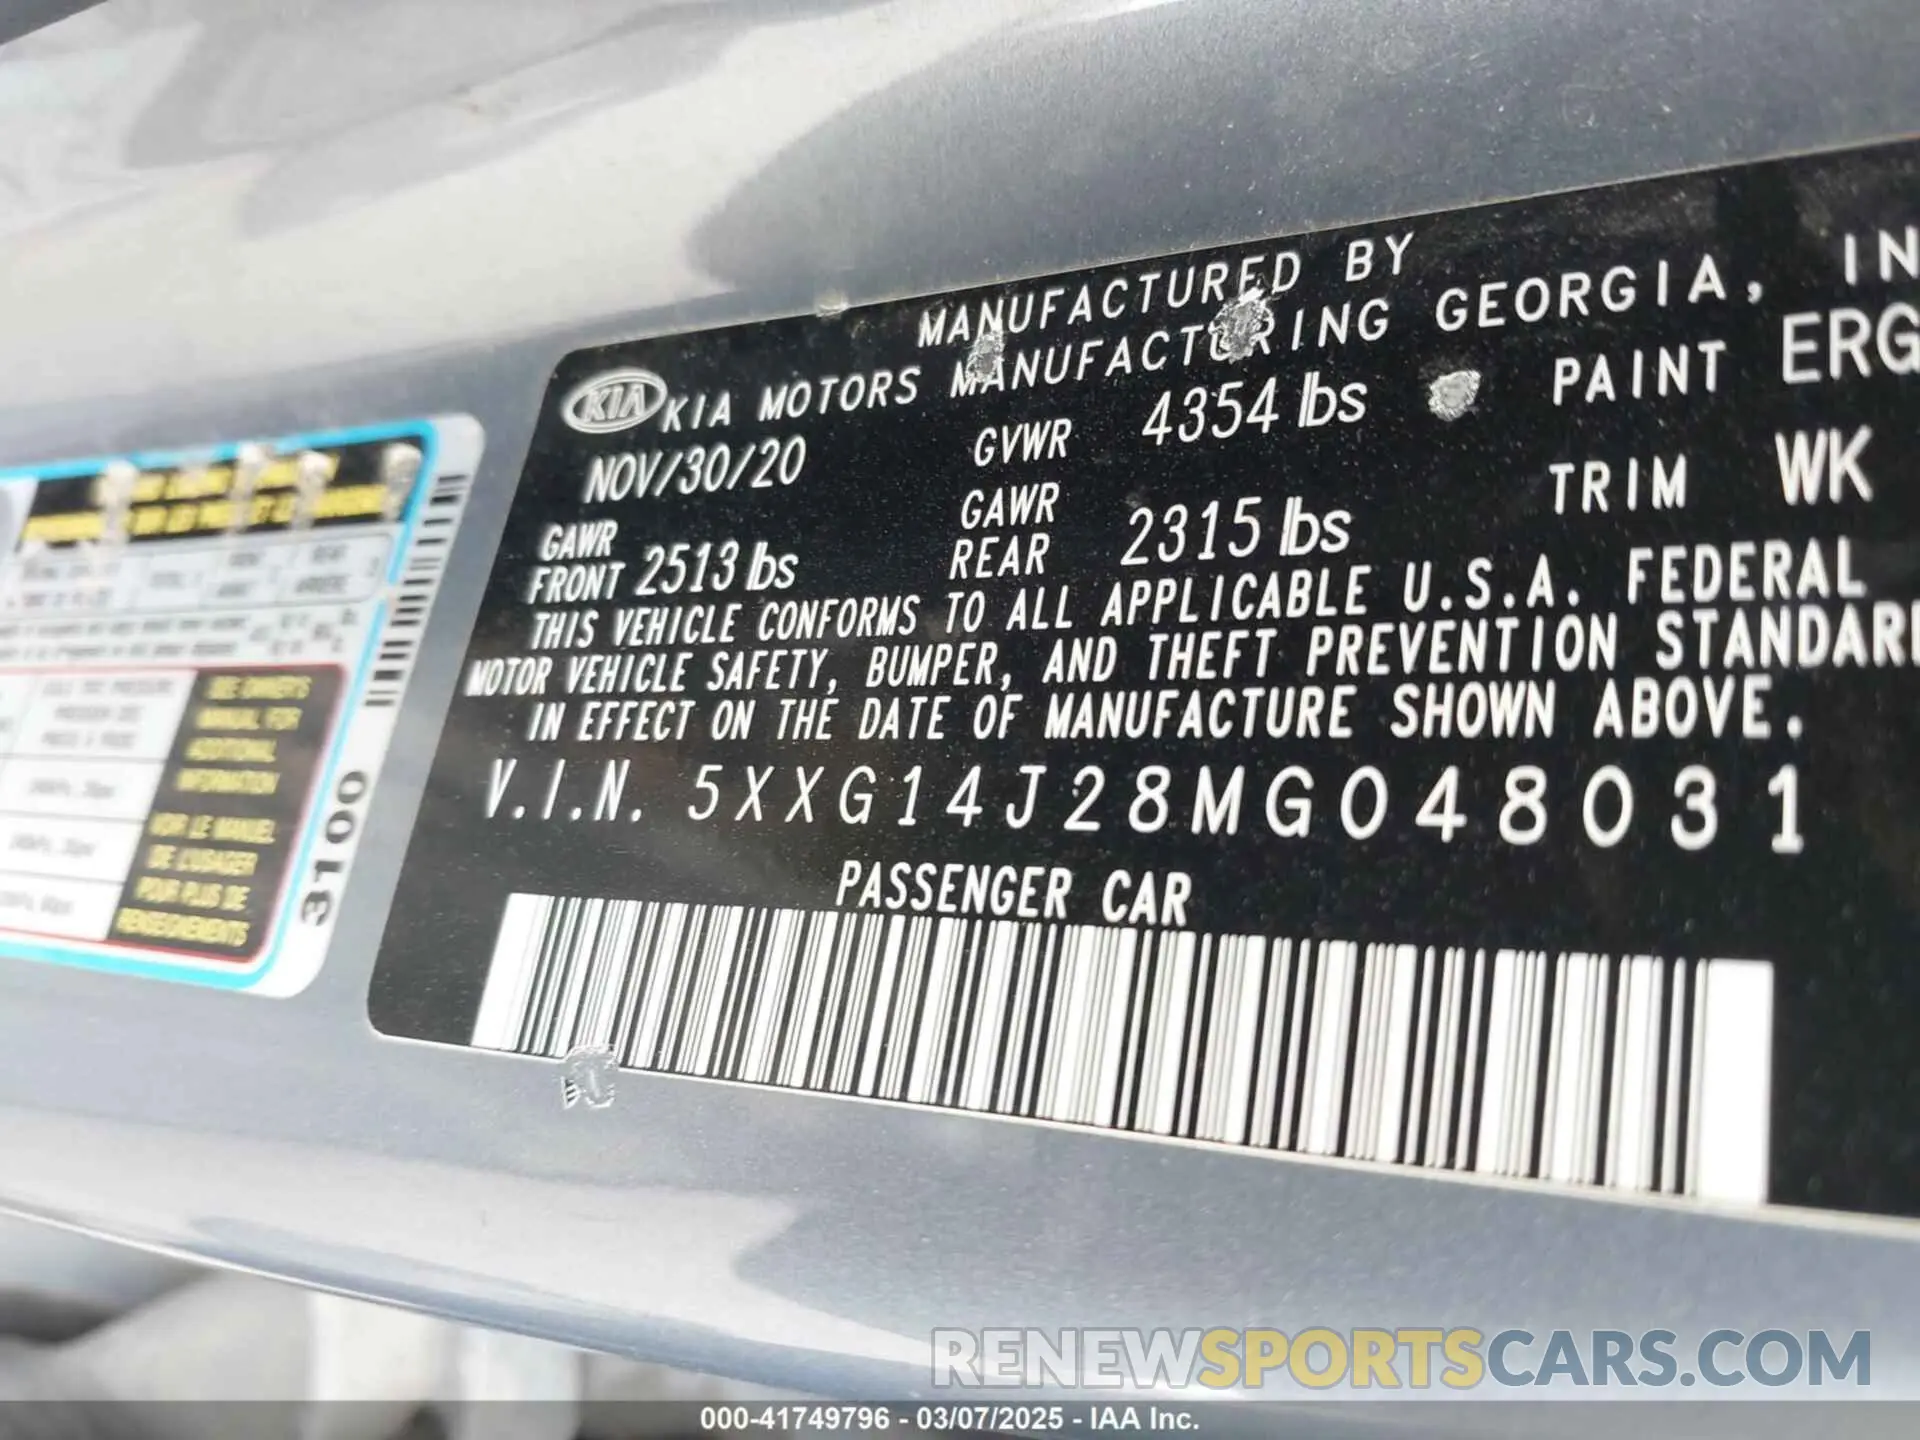 MANUFACTURED BY
KIA KIA MOTORS MANUFACTURING GEORGIA, IN
NOV/30/20 GVWR 4354 lbs PAINT ERG
GAWR FRONT 2513 lbs GAWR REAR 2315 lbs TRIM WK
THIS VEHICLE CONFORMS TO ALL APPLICABLE U.S.A. FEDERAL
MOTOR VEHICLE SAFETY, BUMPER, AND THEFT PREVENTION STANDAR
IN EFFECT ON THE DATE OF MANUFACTURE SHOWN ABOVE.
V.I.N. 5XXG14J28MG048031
PASSENGER CAR
SEE OWNER'S
MANUAL FOR
ADDITIONAL
INFORMATION
VOIR LE MANUEL
DE L'USAGER
POUR PLUS DE
RENSEIGNEMENTS
3100
RENEWSPORTSCARS.COM
000-41749796 - 03/07/2025 - IAA Inc.